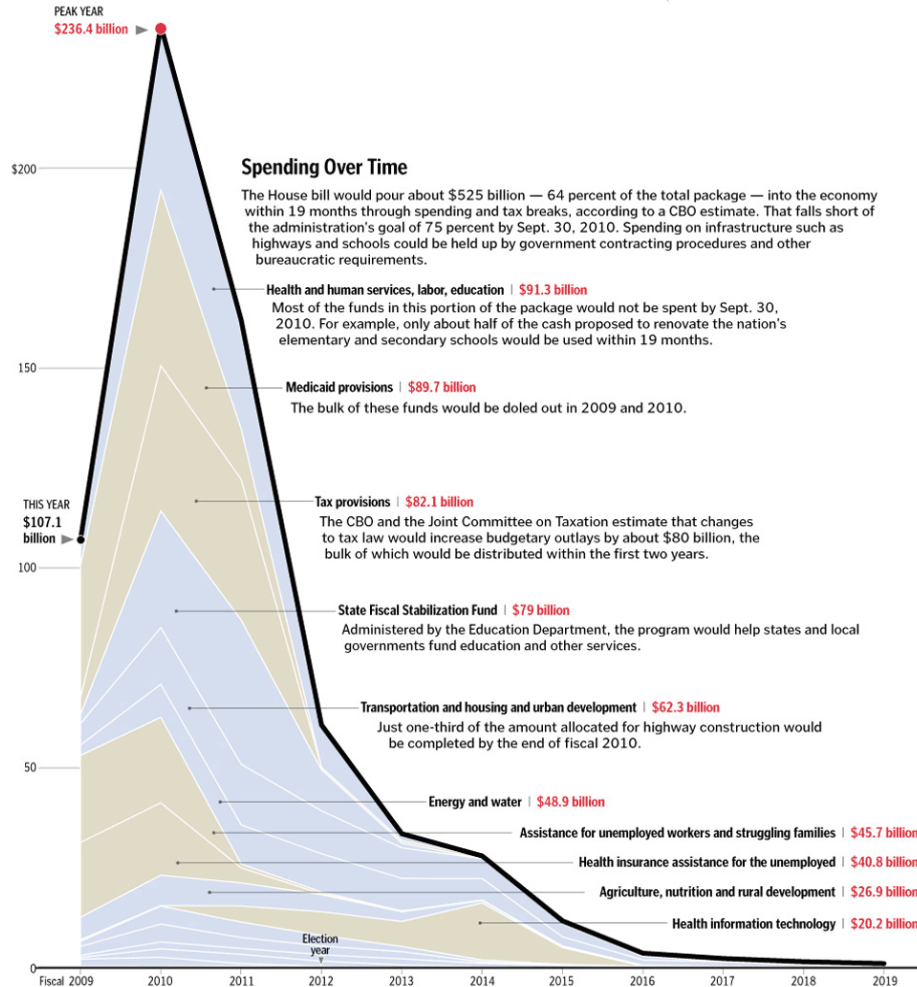 PEAK YEAR
$236.4 billion
$200
Spending Over Time
The House bill would pour about $525 billion — 64 percent of the total package — into the economy
within 19 months through spending and tax breaks, according to a CBO estimate. That falls short of
the administration's goal of 75 percent by Sept. 30, 2010. Spending on infrastructure such as
highways and schools could be held up by government contracting procedures and other
bureaucratic requirements.
Health and human services, labor, education | $91.3 billion
Most of the funds in this portion of the package would not be spent by Sept. 30,
2010. For example, only about half of the cash proposed to renovate the nation's
elementary and secondary schools would be used within 19 months.
150
Medicaid provisions | $89.7 billion
The bulk of these funds would be doled out in 2009 and 2010.
THIS YEAR
$107.1
billion
Tax provisions | $82.1 billion
The CBO and the Joint Committee on Taxation estimate that changes
to tax law would increase budgetary outlays by about $80 billion, the
bulk of which would be distributed within the first two years.
100
State Fiscal Stabilization Fund | $79 billion
Administered by the Education Department, the program would help states and local
governments fund education and other services.
Transportation and housing and urban development | $62.3 billion
Just one-third of the amount allocated for highway construction would
be completed by the end of fiscal 2010.
50
Energy and water | $48.9 billion
Assistance for unemployed workers and struggling families | $45.7 billion
Health insurance assistance for the unemployed | $40.8 billion
Agriculture, nutrition and rural development | $26.9 billion
Health information technology | $20.2 billion
Election
year
0
Fiscal 2009 2010 2011 2012 2013 2014 2015 2016 2017 2018 2019